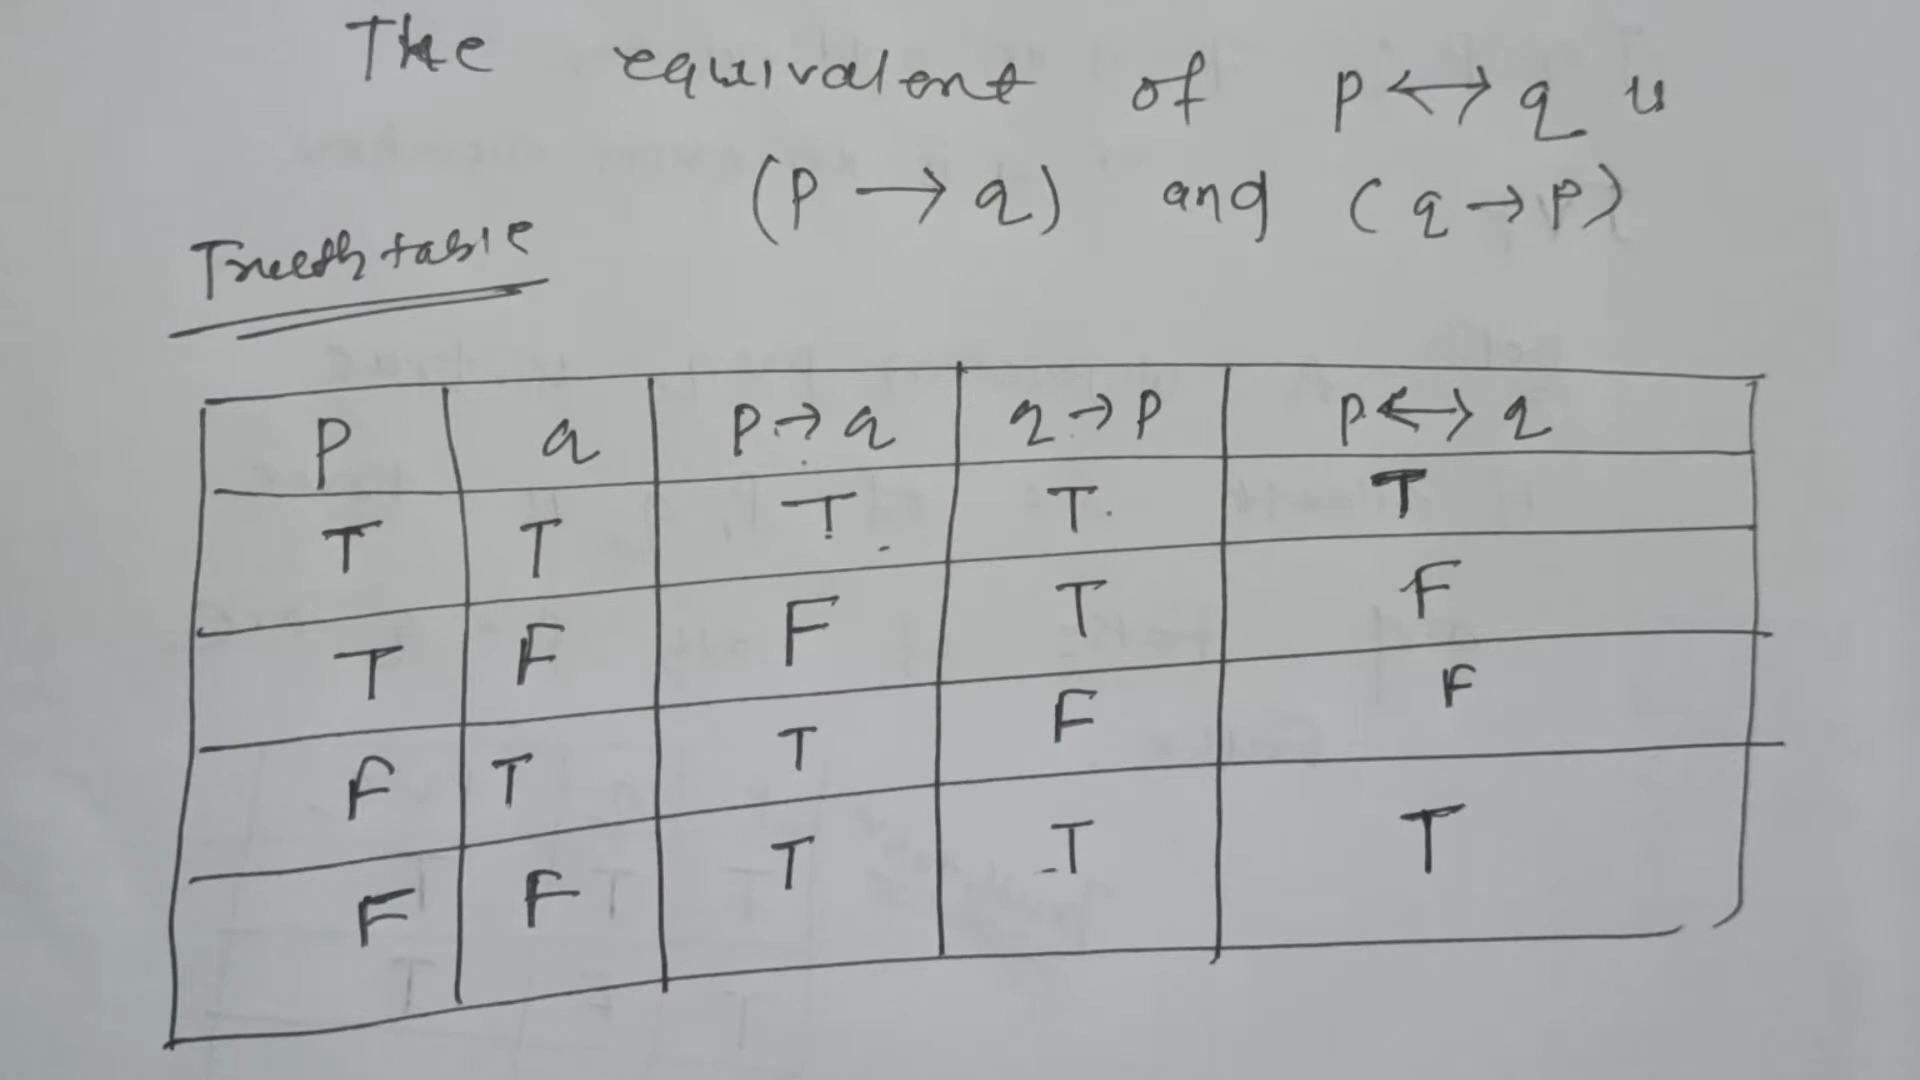 The equivalent of p ↔ q is
(p → q) and (q → p)
Truth table
P q p → q q → p p ↔ q
T T T T T
T F F T F
F T T F F
F F T T T